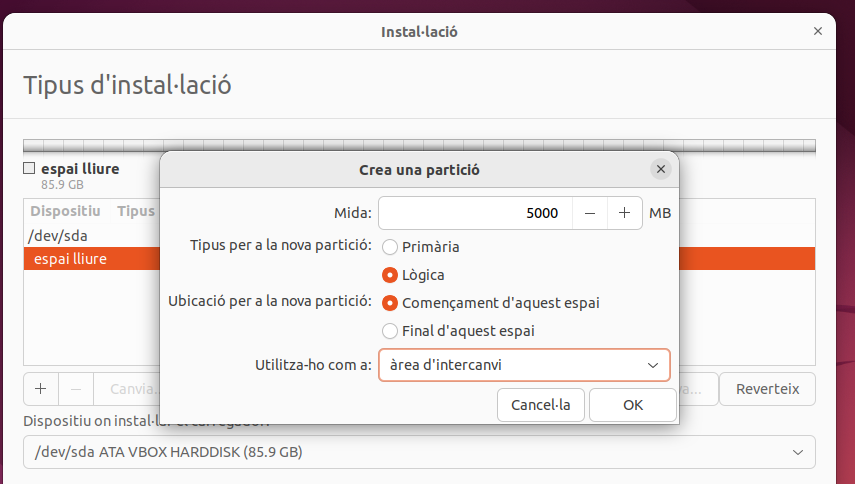 Instal·lació
Tipus d'instal·lació
espai lliure
85.9 GB
Dispositiu Tipus
/dev/sda
espai lliure
Crea una partició
Mida: 5000 MB
Tipus per a la nova partició: Primària
Lògica
Ubicació per a la nova partició: Començament d'aquest espai
Final d'aquest espai
Utilitza-ho com a: àrea d'intercanvi
Cancel·la OK
Canvia... Reverteix
Dispositiu on instal·lar el carregador:
/dev/sda ATA VBOX HARDDISK (85.9 GB)